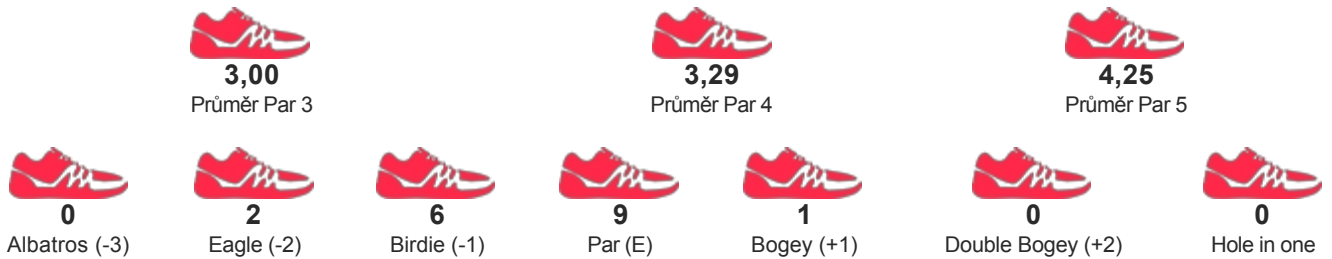 3,00 3,29 4,25
Průměr Par 3 Průměr Par 4 Průměr Par 5
0 2 6 9 1 0 0
Albatros (-3) Eagle (-2) Birdie (-1) Par (E) Bogey (+1) Double Bogey (+2) Hole in one